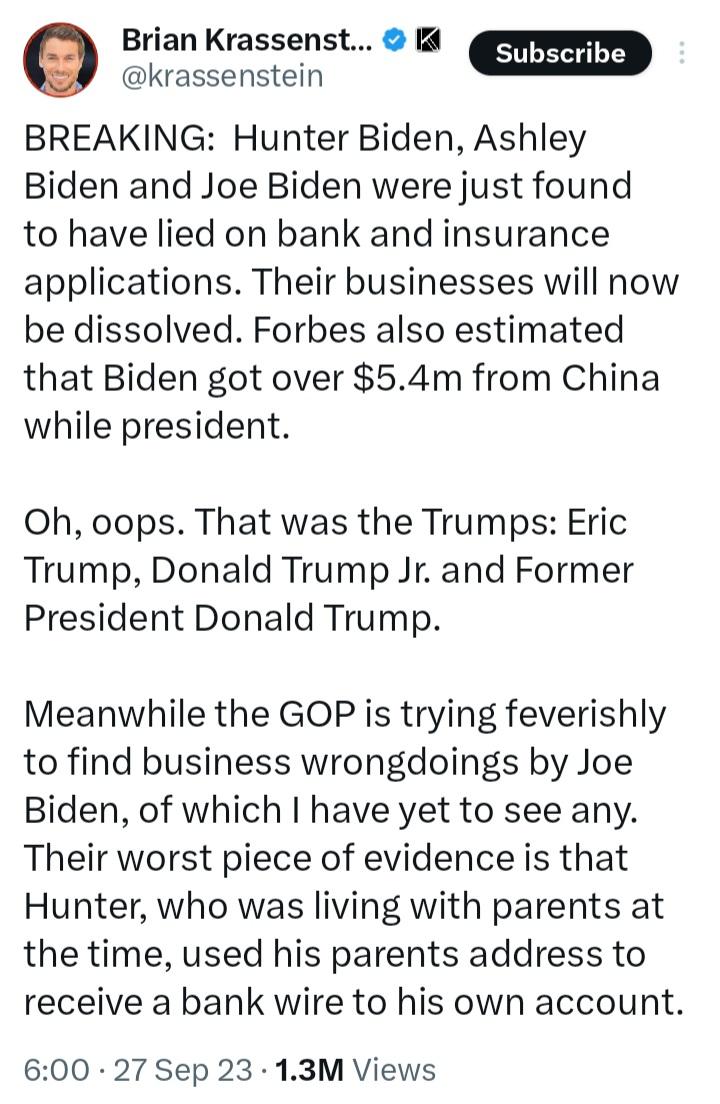 Brian Krassenst...
Subscribe
@krassenstein
BREAKING:  Hunter Biden, Ashley
Biden and Joe Biden were just found
to have lied on bank and insurance
applications. Their businesses will now
be dissolved. Forbes also estimated
that Biden got over $5.4m from China
while president.
Oh, oops. That was the Trumps: Eric
Trump, Donald Trump Jr. and Former
President Donald Trump.
Meanwhile the GOP is trying feverishly
to find business wrongdoings by Joe
Biden, of which I have yet to see any.
Their worst piece of evidence is that
Hunter, who was living with parents at
the time, used his parents address to
receive a bank wire to his own account.
6:00 · 27 Sep 23 · 1.3M Views